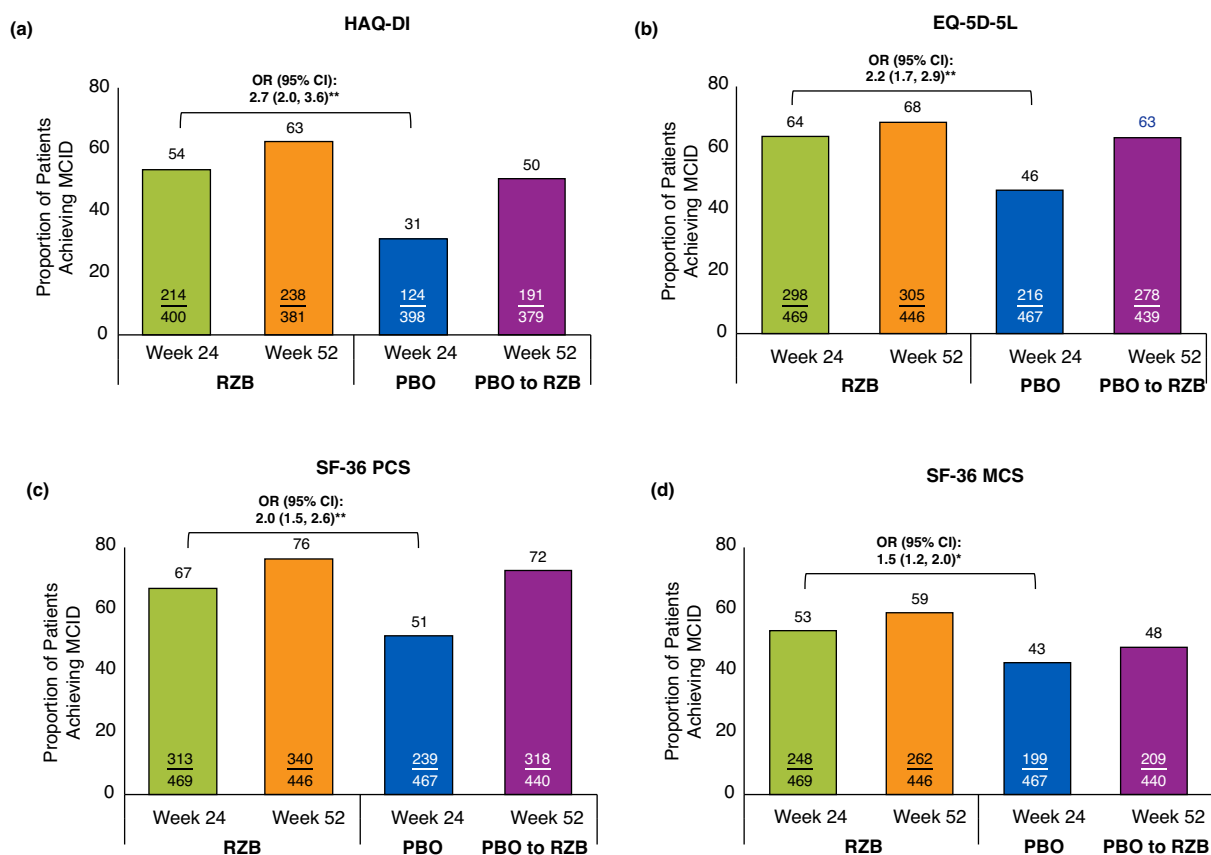 (a)
HAQ-DI
OR (95% CI):
2.7 (2.0, 3.6)**
Proportion of Patients
Achieving MCID
80
60
40
20
0
54
63
31
50
214
400
238
381
124
398
191
379
Week 24
Week 52
Week 24
Week 52
RZB
PBO
PBO to RZB
(b)
EQ-5D-5L
OR (95% CI):
2.2 (1.7, 2.9)**
Proportion of Patients
Achieving MCID
80
60
40
20
0
64
68
46
63
298
469
305
446
216
467
278
439
Week 24
Week 52
Week 24
Week 52
RZB
PBO
PBO to RZB
(c)
SF-36 PCS
OR (95% CI):
2.0 (1.5, 2.6)**
Proportion of Patients
Achieving MCID
80
60
40
20
0
67
76
51
72
313
469
340
446
239
467
318
440
Week 24
Week 52
Week 24
Week 52
RZB
PBO
PBO to RZB
(d)
SF-36 MCS
OR (95% CI):
1.5 (1.2, 2.0)*
Proportion of Patients
Achieving MCID
80
60
40
20
0
53
59
43
48
248
469
262
446
199
467
209
440
Week 24
Week 52
Week 24
Week 52
RZB
PBO
PBO to RZB